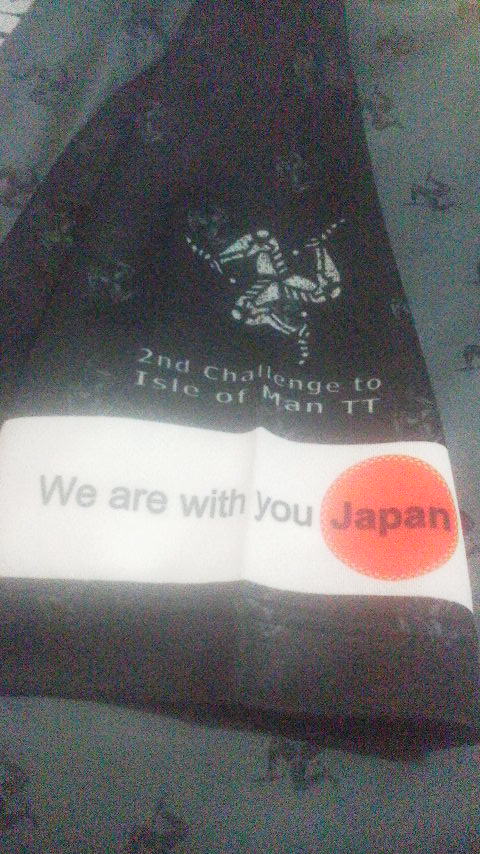 2nd Challenge to
Isle of Man TT
We are with you Japan